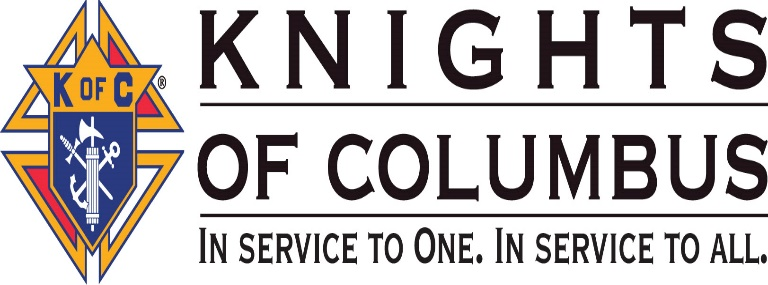 K OF C ®
KNIGHTS
OF COLUMBUS
IN SERVICE TO ONE. IN SERVICE TO ALL.